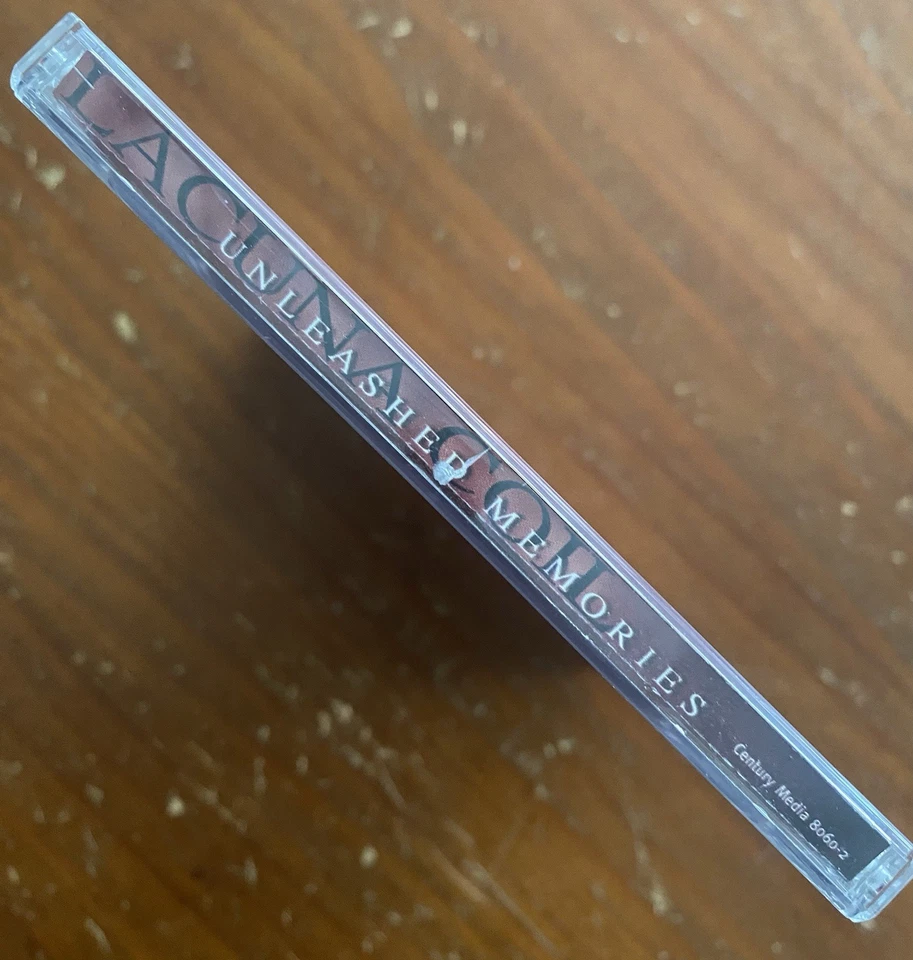 LACUNA COIL
UNLEASHED MEMORIES
Century Media 8060-2